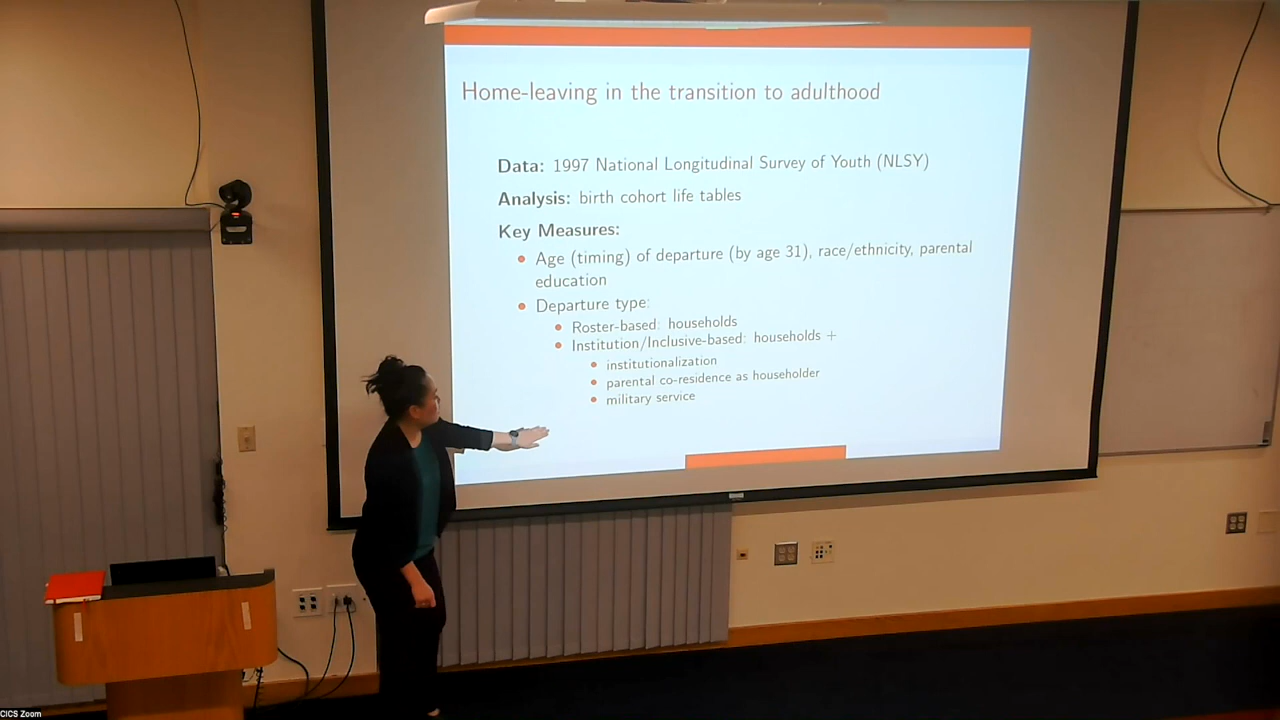 Home-leaving in the transition to adulthood
Data: 1997 National Longitudinal Survey of Youth (NLSY)
Analysis: birth cohort life tables
Key Measures:
Age (timing) of departure (by age 31), race/ethnicity, parental
education
Departure type:
Roster-based: households
Institution/Inclusive-based: households +
institutionalization
parental co-residence as householder
military service
CICS Zoom